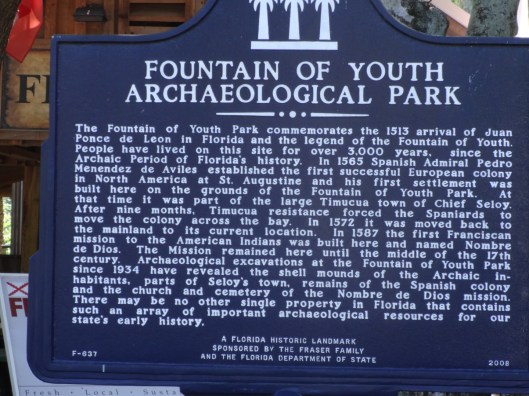 FOUNTAIN OF YOUTH
ARCHAEOLOGICAL PARK
The Fountain of Youth Park commemorates the 1513 arrival of Juan
Ponce de Leon in Florida and the legend of the Fountain of Youth.
People have lived on this site for over 3,000 years, since the
Archaic Period of Florida's history. In 1565 Spanish Admiral Pedro
Menendez de Aviles established the first successful European colony
in North America at St. Augustine and his first settlement was
built here on the grounds of the Fountain of Youth Park. At
that time it was part of the large Timucua town of Chief Seloy.
After nine months, Timucua resistance forced the Spaniards to
move the colony across the bay. In 1572 it was moved back to
the mainland to its current location. In 1587 the first Franciscan
mission to the American Indians was built here and named Nombre
de Dios. The Mission remained here until the middle of the 17th
century. Archaeological excavations at the Fountain of Youth Park
since 1934 have revealed the shell mounds of the Archaic in-
habitants, parts of Seloy's town, remains of the Spanish colony
and the church and cemetery of the Nombre de Dios mission.
There may be no other single property in Florida that contains
such an array of important archaeological resources for our
state's early history.
A FLORIDA HISTORIC LANDMARK
SPONSORED BY THE FRASER FAMILY
AND THE FLORIDA DEPARTMENT OF STATE
F-637
2008
Fresh · Local · Susta